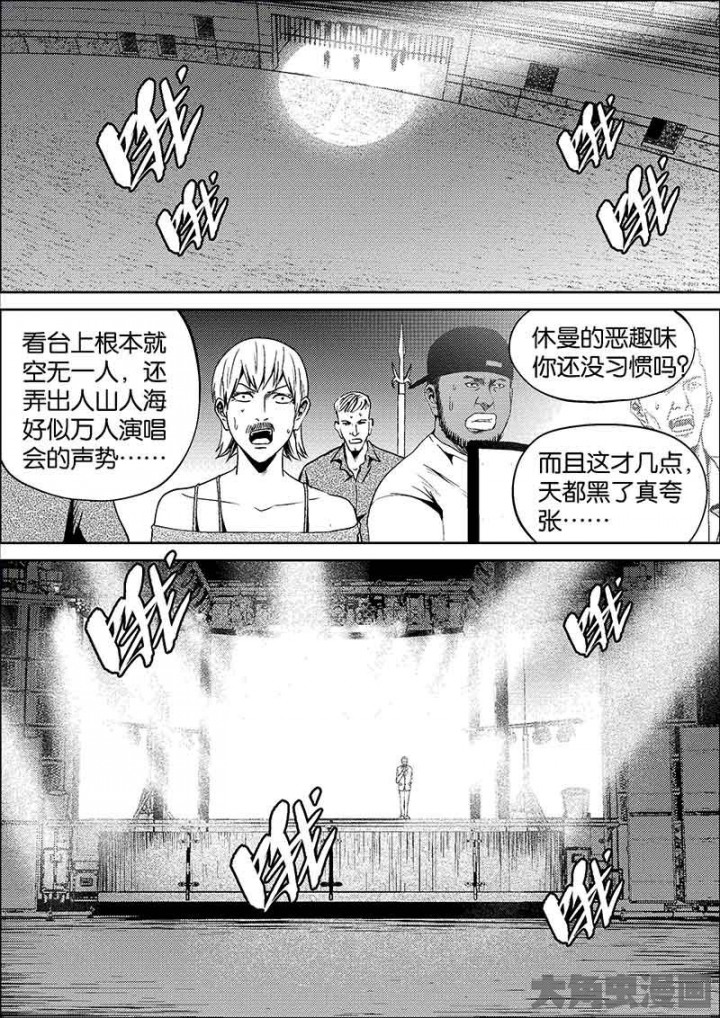 哦
哦
哦
哦
看台上根本就
空无一人，还
弄出人山人海
好似万人演唱
会的声势……
休曼的恶趣味
你还没习惯吗？
而且这才几点，
天都黑了真夸
张……
哦
哦
哦
哦
大角虫漫画